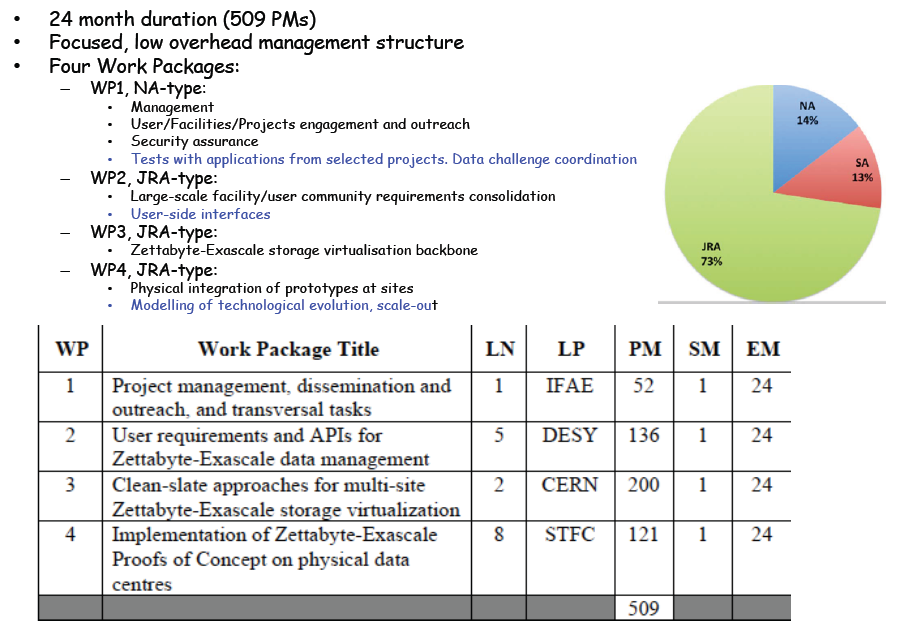 • 24 month duration (509 PMs)
• Focused, low overhead management structure
• Four Work Packages:
– WP1, NA-type:
• Management
• User/Facilities/Projects engagement and outreach
• Security assurance
• Tests with applications from selected projects. Data challenge coordination
– WP2, JRA-type:
• Large-scale facility/user community requirements consolidation
• User-side interfaces
– WP3, JRA-type:
• Zettabyte-Exascale storage virtualisation backbone
– WP4, JRA-type:
• Physical integration of prototypes at sites
• Modelling of technological evolution, scale-out
NA
14%
SA
13%
JRA
73%
WP Work Package Title LN LP PM SM EM
1 Project management, dissemination and 1 IFAE 52 1 24
outreach, and transversal tasks
2 User requirements and APIs for 5 DESY 136 1 24
Zettabyte-Exascale data management
3 Clean-slate approaches for multi-site 2 CERN 200 1 24
Zettabyte-Exascale storage virtualization
4 Implementation of Zettabyte-Exascale 8 STFC 121 1 24
Proofs of Concept on physical data
centres
509